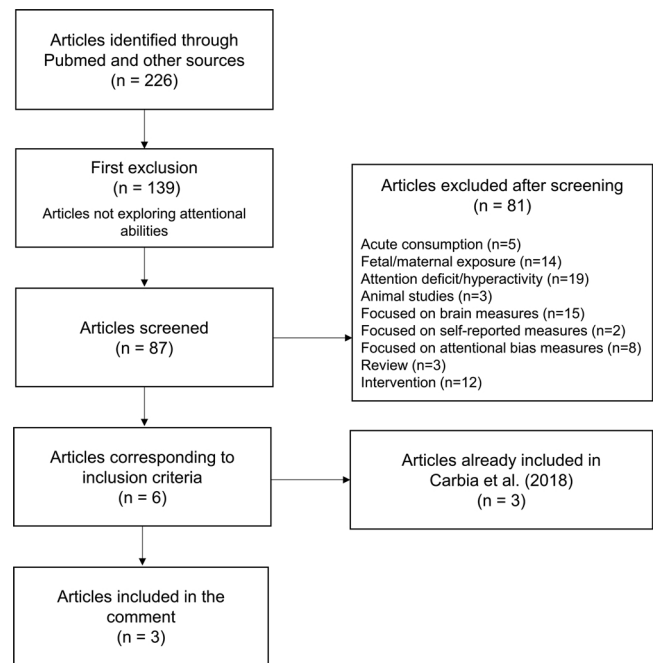 Articles identified through
Pubmed and other sources
(n = 226)
First exclusion
(n = 139)
Articles not exploring attentional
abilities
Articles excluded after screening
(n = 81)
Acute consumption (n=5)
Fetal/maternal exposure (n=14)
Attention deficit/hyperactivity (n=19)
Animal studies (n=3)
Focused on brain measures (n=15)
Focused on self-reported measures (n=2)
Focused on attentional bias measures (n=8)
Review (n=3)
Intervention (n=12)
Articles screened
(n = 87)
Articles corresponding to
inclusion criteria
(n = 6)
Articles already included in
Carbia et al. (2018)
(n = 3)
Articles included in the
comment
(n = 3)